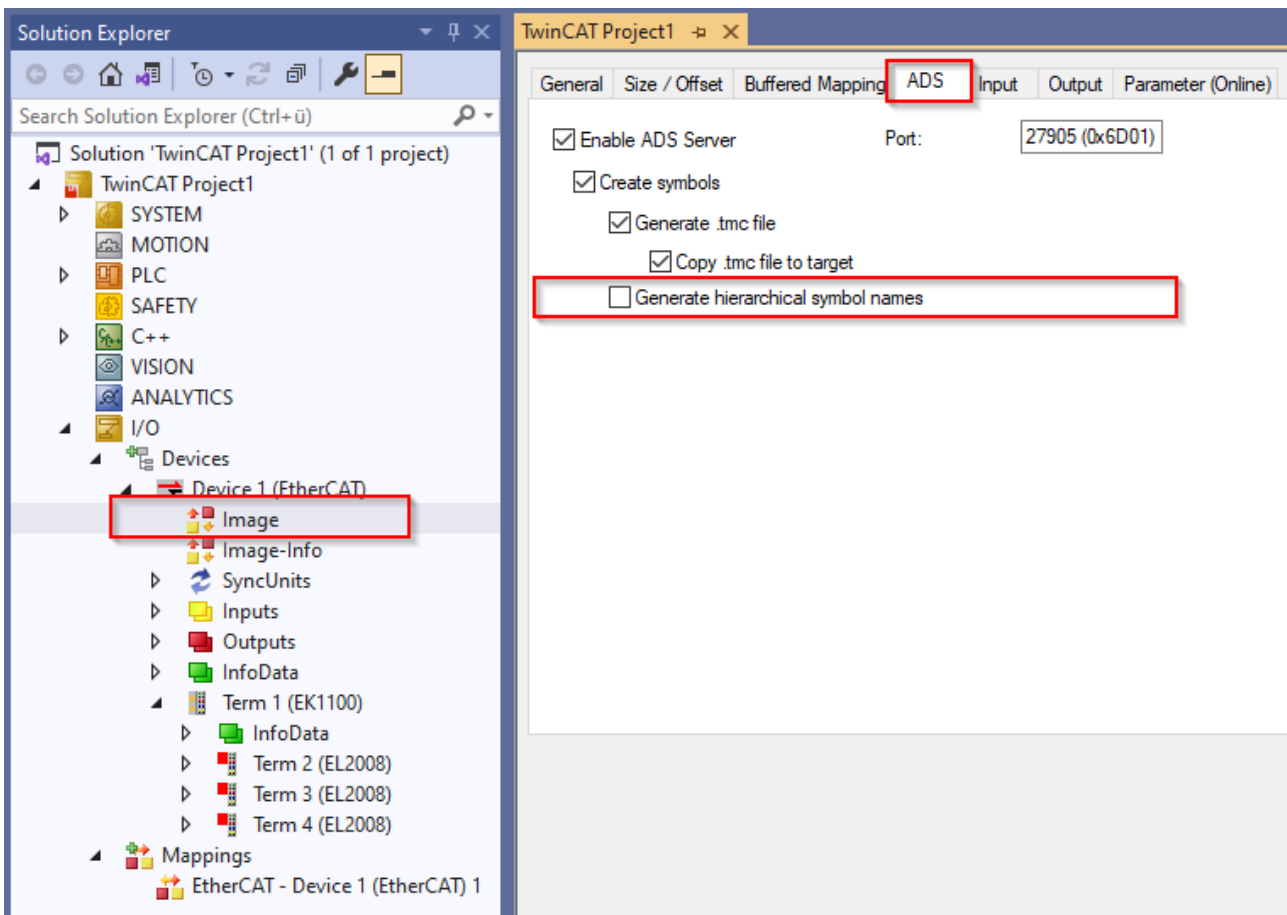 Solution Explorer
Search Solution Explorer (Ctrl+ü)
Solution 'TwinCAT Project1' (1 of 1 project)
TwinCAT Project1
SYSTEM
MOTION
PLC
SAFETY
C++
VISION
ANALYTICS
I/O
Devices
Device 1 (EtherCAT)
Image
Image-Info
SyncUnits
Inputs
Outputs
InfoData
Term 1 (EK1100)
InfoData
Term 2 (EL2008)
Term 3 (EL2008)
Term 4 (EL2008)
Mappings
EtherCAT - Device 1 (EtherCAT) 1
TwinCAT Project1
General Size / Offset Buffered Mapping ADS Input Output Parameter (Online)
Enable ADS Server Port: 27905 (0x6D01)
Create symbols
Generate .tmc file
Copy .tmc file to target
Generate hierarchical symbol names